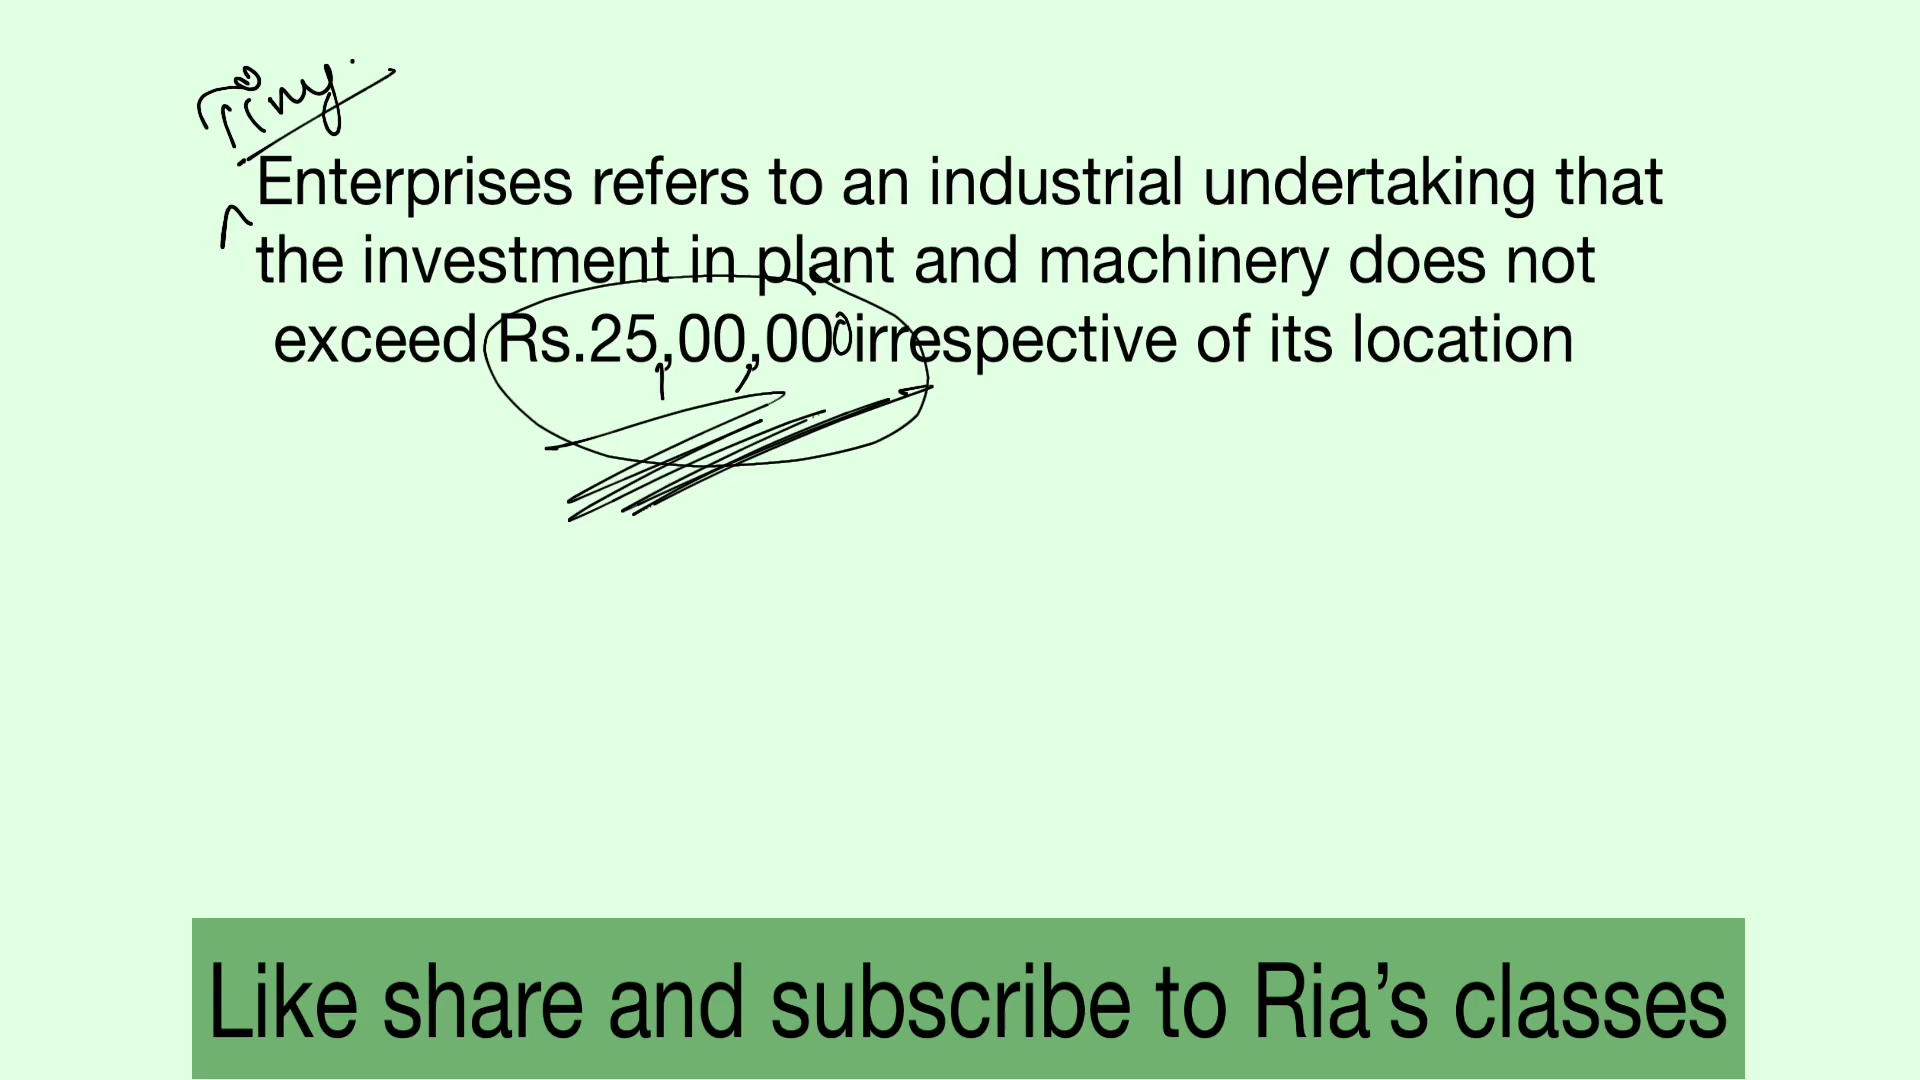 Tiny
Enterprises refers to an industrial undertaking that
the investment in plant and machinery does not
exceed Rs.25,00,000 irrespective of its location
Like share and subscribe to Ria’s classes